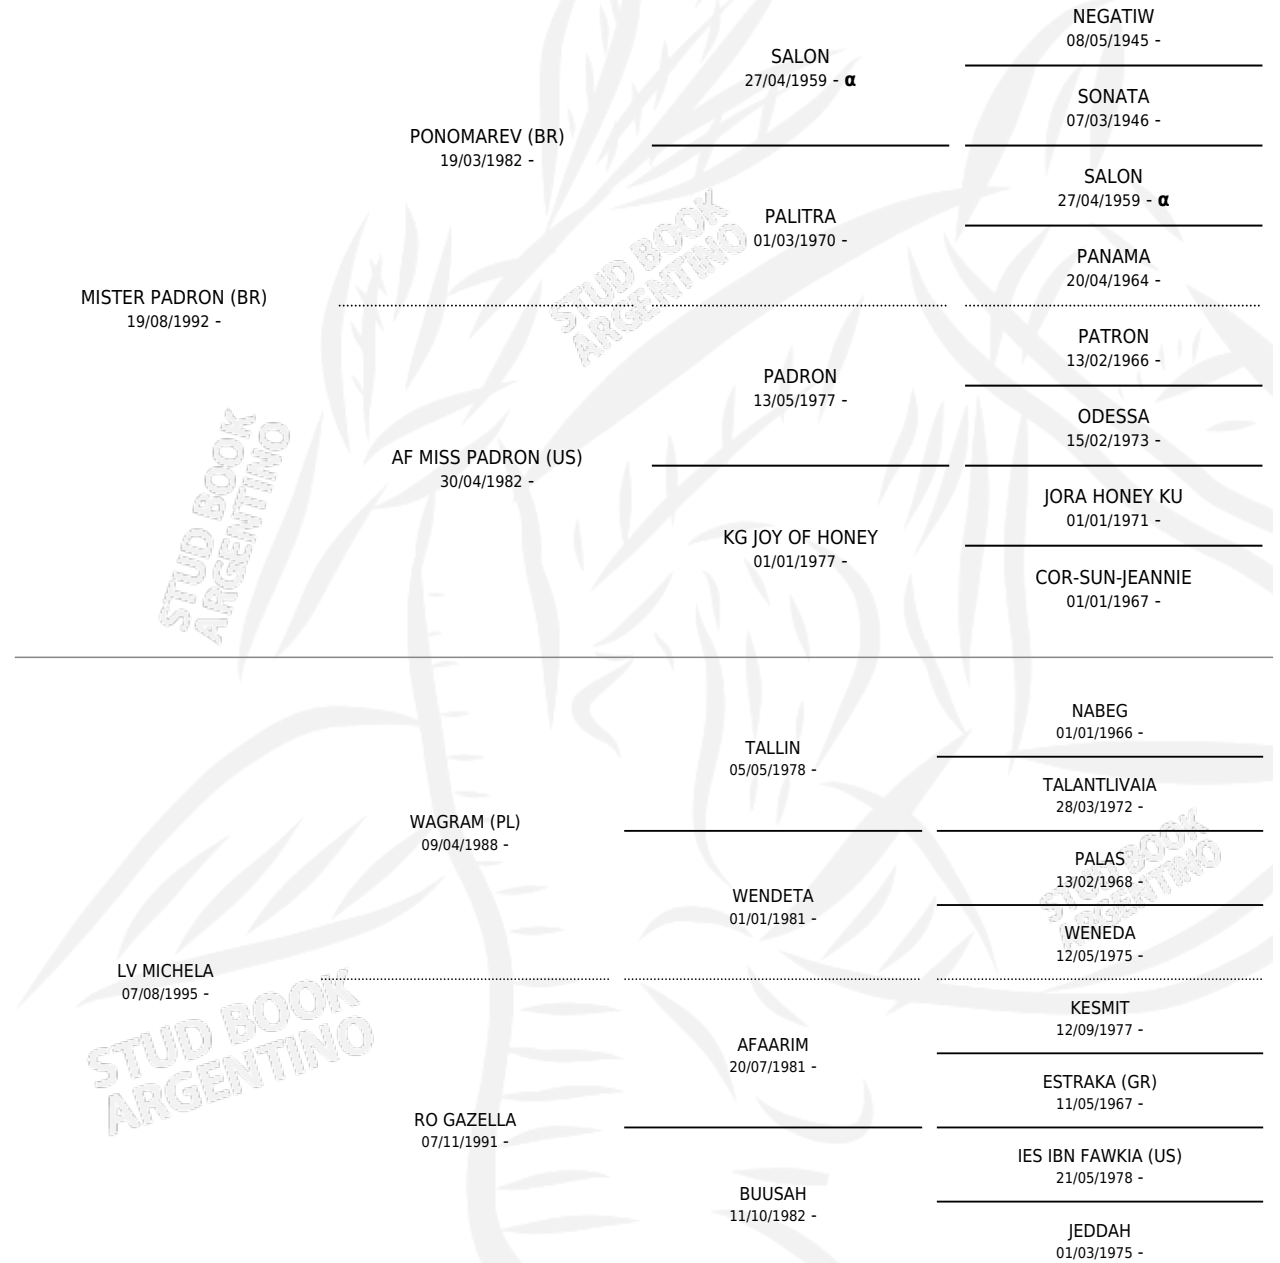 NEGATIW
08/05/1945 -
SALON
27/04/1959 - α
SONATA
07/03/1946 -
PONOMAREV (BR)
19/03/1982 -
SALON
27/04/1959 - α
PALITRA
01/03/1970 -
PANAMA
20/04/1964 -
MISTER PADRON (BR)
19/08/1992 -
PATRON
13/02/1966 -
PADRON
13/05/1977 -
ODESSA
15/02/1973 -
AF MISS PADRON (US)
30/04/1982 -
JORA HONEY KU
01/01/1971 -
KG JOY OF HONEY
01/01/1977 -
COR-SUN-JEANNIE
01/01/1967 -
NABEG
01/01/1966 -
TALLIN
05/05/1978 -
TALANTLIVAIA
28/03/1972 -
WAGRAM (PL)
09/04/1988 -
PALAS
13/02/1968 -
WENDETA
01/01/1981 -
WENEDA
12/05/1975 -
LV MICHELA
07/08/1995 -
KESMIT
12/09/1977 -
AFAARIM
20/07/1981 -
ESTRAKA (GR)
11/05/1967 -
RO GAZELLA
07/11/1991 -
IES IBN FAWKIA (US)
21/05/1978 -
BUUSAH
11/10/1982 -
JEDDAH
01/03/1975 -
STUD BOOK
ARGENTINO
STUD BOOK
ARGENTINO
STUD BOOK
ARGENTINO
STUD BOOK
ARGENTINO